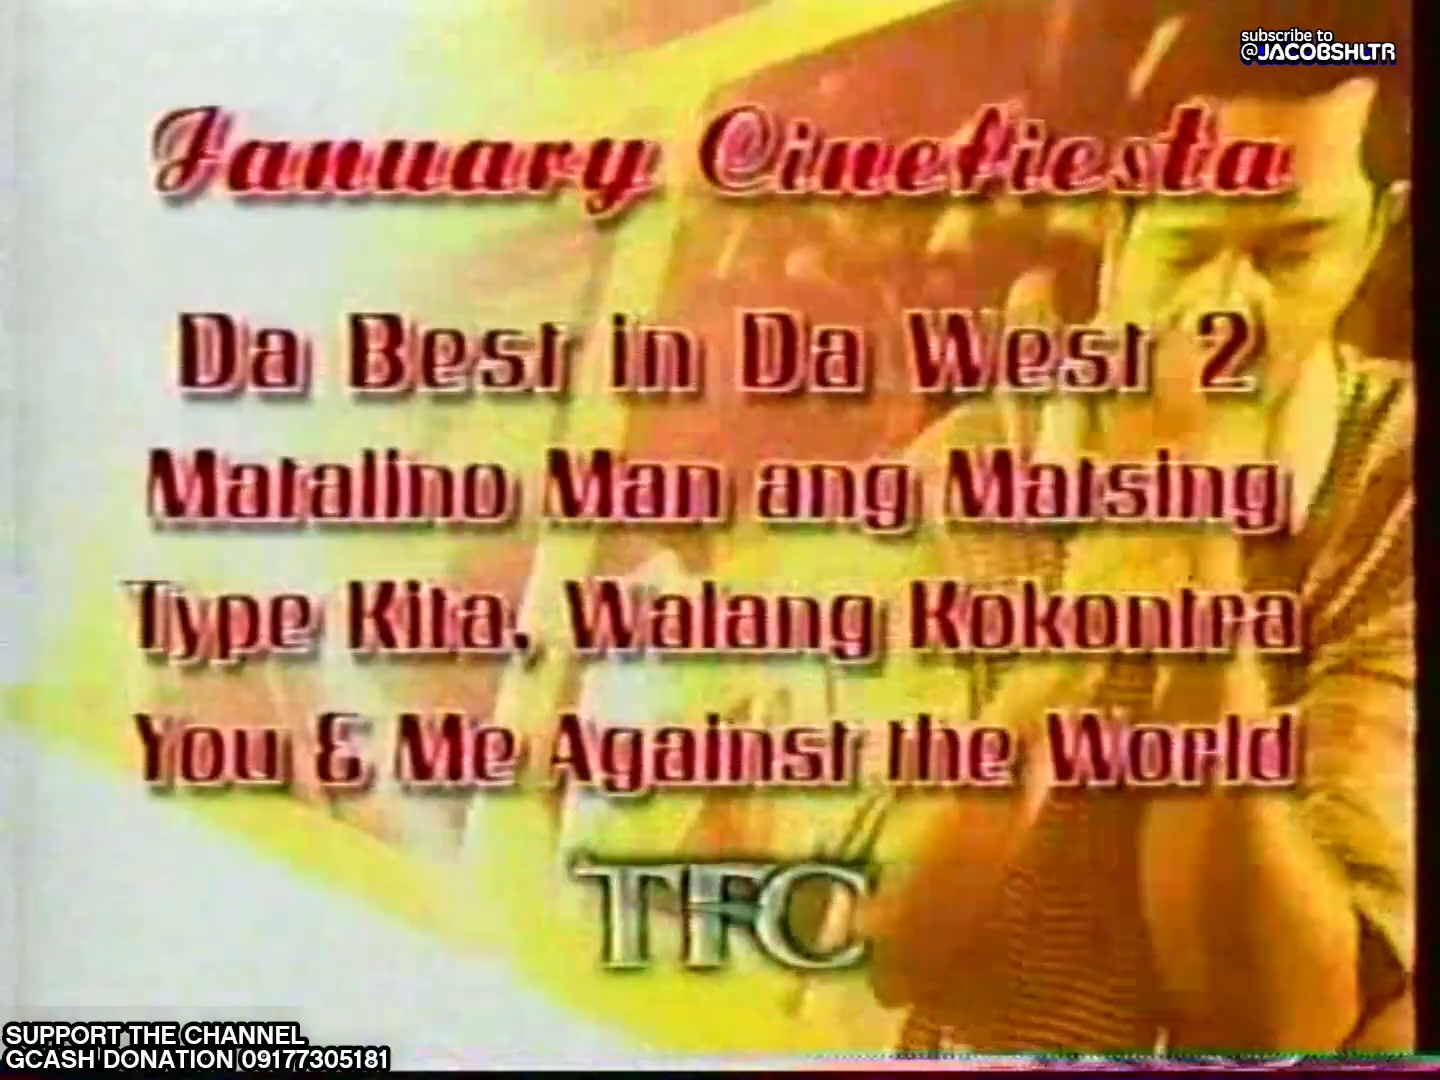 subscribe to
@JACOBSHLTR
January Cinefiesta
Da Best in Da West 2
Matalino Man ang Matsing
Type Kita, Walang Kokontra
You & Me Against the World
TFC
SUPPORT THE CHANNEL
GCASH DONATION 09177305181